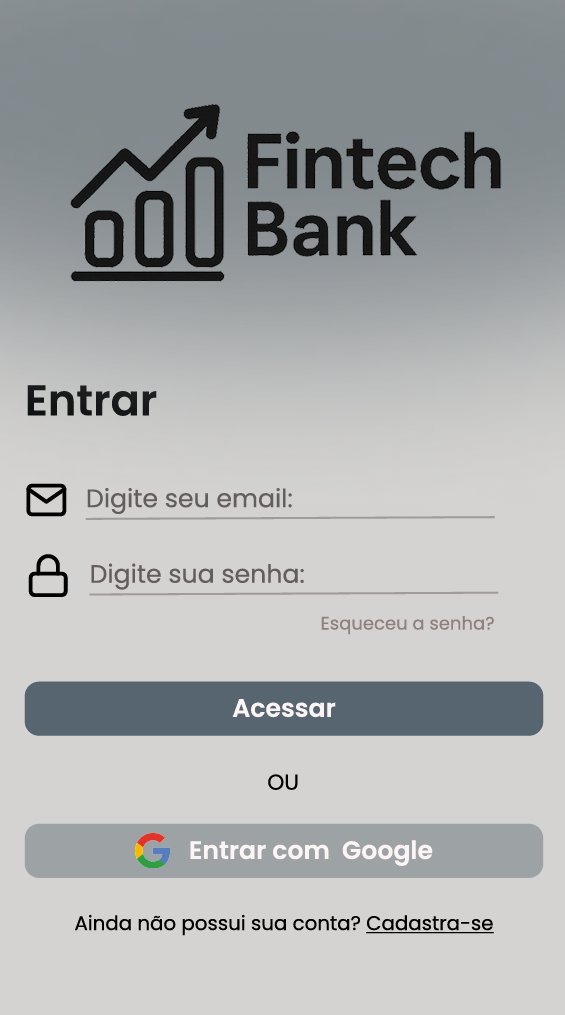 Fintech
Bank
Entrar
Digite seu email:
Digite sua senha:
Esqueceu a senha?
Acessar
OU
Entrar com Google
Ainda não possui sua conta? Cadastra-se